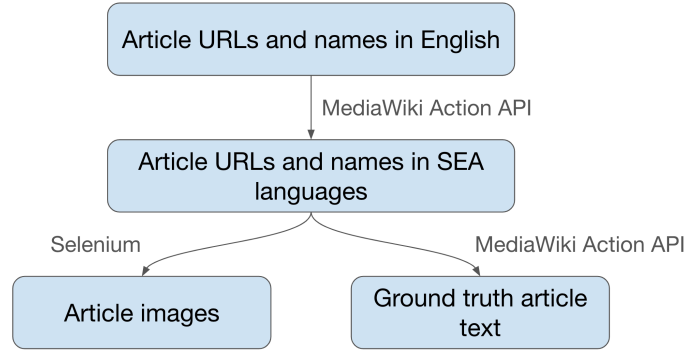 Article URLs and names in English
MediaWiki Action API
Article URLs and names in SEA
languages
Selenium
MediaWiki Action API
Article images
Ground truth article
text